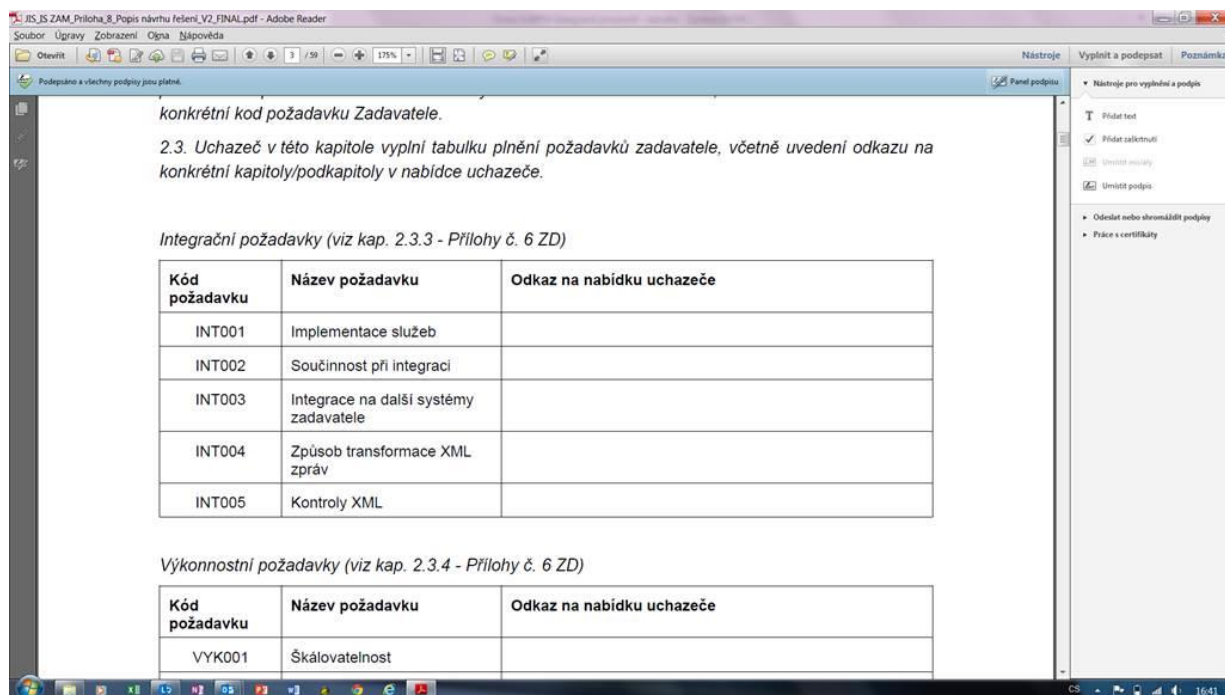 JIS_IS ZAM_Priloha_8_Popis návrhu řešení_V2_FINAL.pdf - Adobe Reader
Soubor Úpravy Zobrazení Okna Nápověda
Otevřít 3 / 59 175% Nástroje Vyplnit a podepsat Poznámka
Podepsáno a všechny podpisy jsou platné. Panel podpisu
Nástroje pro vyplnění a podpis
Přidat text
Přidat zaškrtnutí
Umístit iniciály
Umístit podpis
Odeslat nebo shromáždit podpisy
Práce s certifikáty
konkrétní kod požadavku Zadavatele.
2.3. Uchazeč v této kapitole vyplní tabulku plnění požadavků zadavatele, včetně uvedení odkazu na
konkrétní kapitoly/podkapitoly v nabídce uchazeče.
Integrační požadavky (viz kap. 2.3.3 - Přílohy č. 6 ZD)
Kód Název požadavku Odkaz na nabídku uchazeče
požadavku
INT001 Implementace služeb
INT002 Součinnost při integraci
INT003 Integrace na další systémy
zadavatele
INT004 Způsob transformace XML
zpráv
INT005 Kontroly XML
Výkonnostní požadavky (viz kap. 2.3.4 - Přílohy č. 6 ZD)
Kód Název požadavku Odkaz na nabídku uchazeče
požadavku
VYK001 Škálovatelnost
CS 16:41